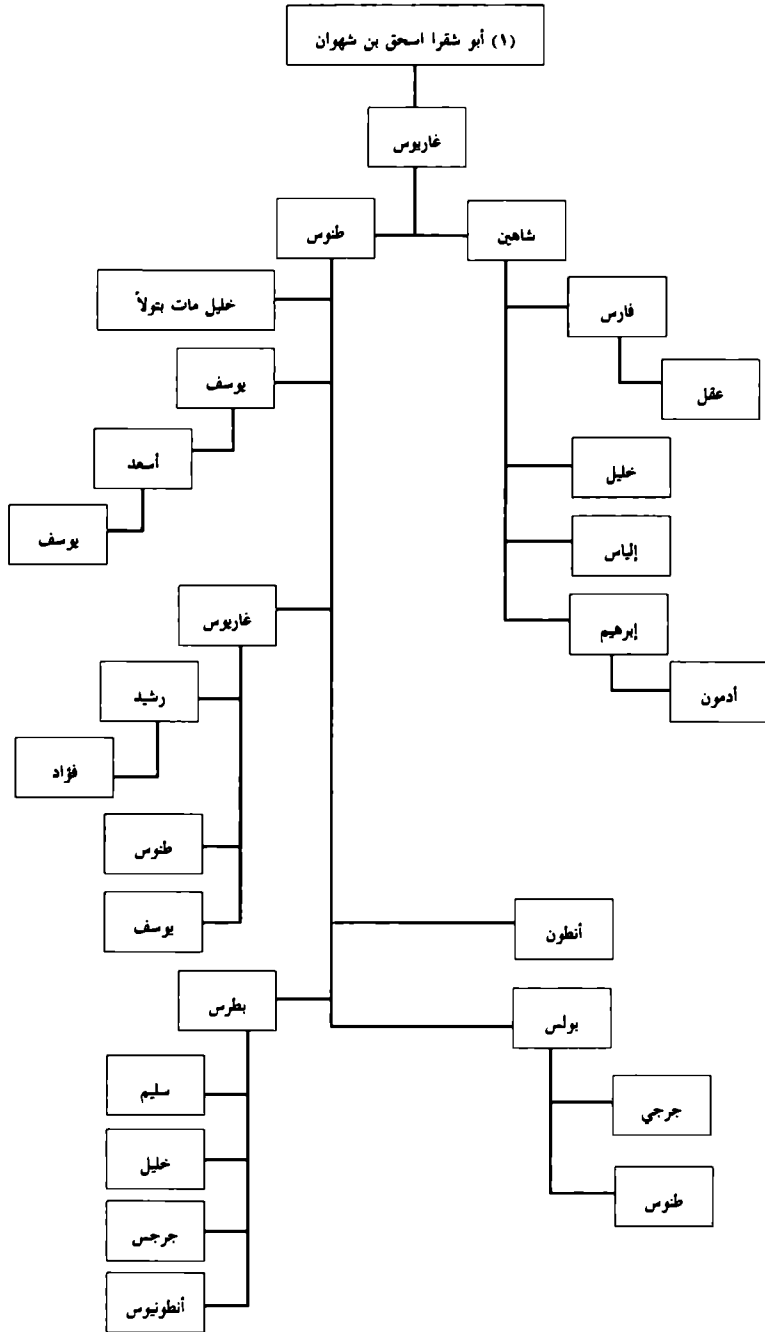 (١) أبو شقرا اسحق بن شهوان
غاريوس
شاهين
طنوس
فارس
خليل مات بتولاً
عقل
يوسف
خليل
أسعد
إلياس
يوسف
إبرهيم
غاريوس
أدمون
رشيد
فؤاد
طنوس
يوسف
أنطون
بطرس
بولس
سليم
جرجي
خليل
طنوس
جرجس
أنطونيوس